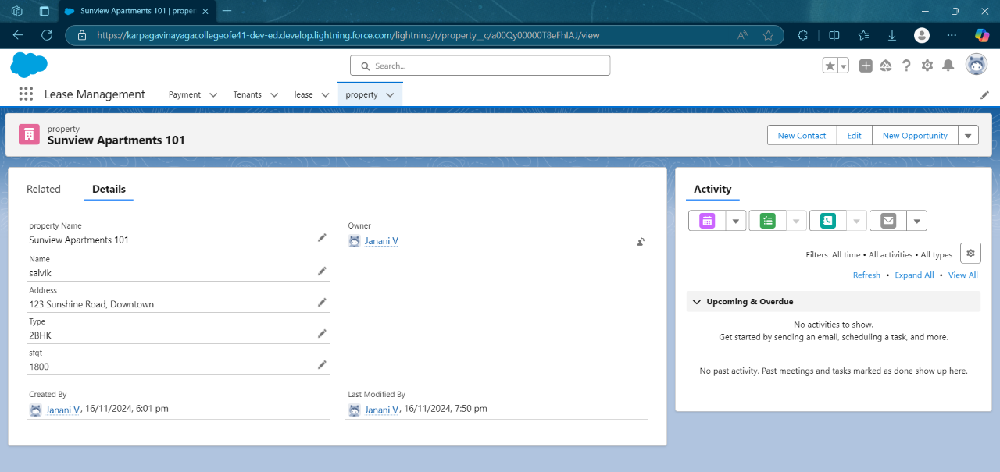 Sunview Apartments 101 | proper
https://karpagavinayagacollegeofe41-dev-ed.develop.lightning.force.com/lightning/r/property__c/a00Qy00000T8eFhIAJ/view
Search...
Lease Management Payment Tenants lease property
property
Sunview Apartments 101
New Contact Edit New Opportunity
Related Details
property Name
Sunview Apartments 101
Name
salvik
Address
123 Sunshine Road, Downtown
Type
2BHK
sfqt
1800
Created By
Janani V, 16/11/2024, 6:01 pm
Owner
Janani V
Last Modified By
Janani V, 16/11/2024, 7:50 pm
Activity
Filters: All time • All activities • All types
Refresh • Expand All • View All
Upcoming & Overdue
No activities to show.
Get started by sending an email, scheduling a task, and more.
No past activity. Past meetings and tasks marked as done show up here.